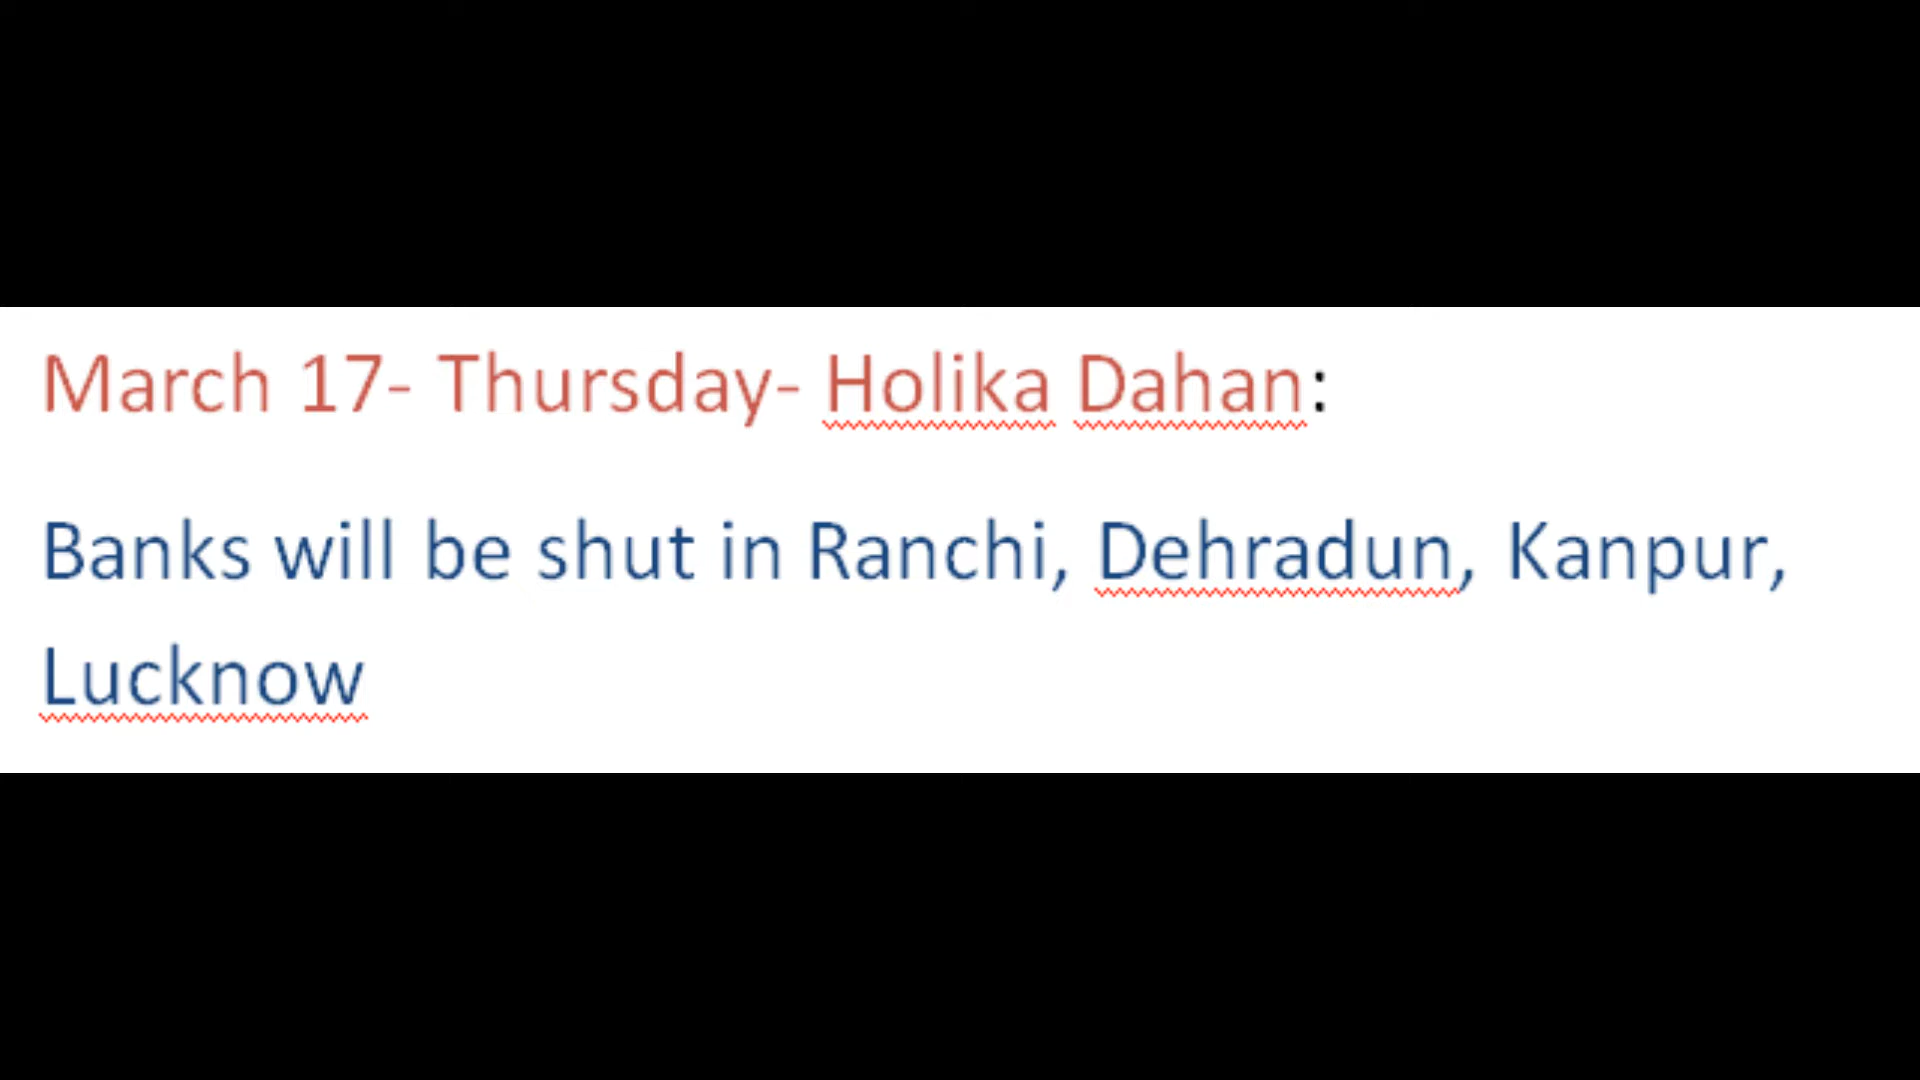 March 17- Thursday- Holika Dahan:
Banks will be shut in Ranchi, Dehradun, Kanpur,
Lucknow